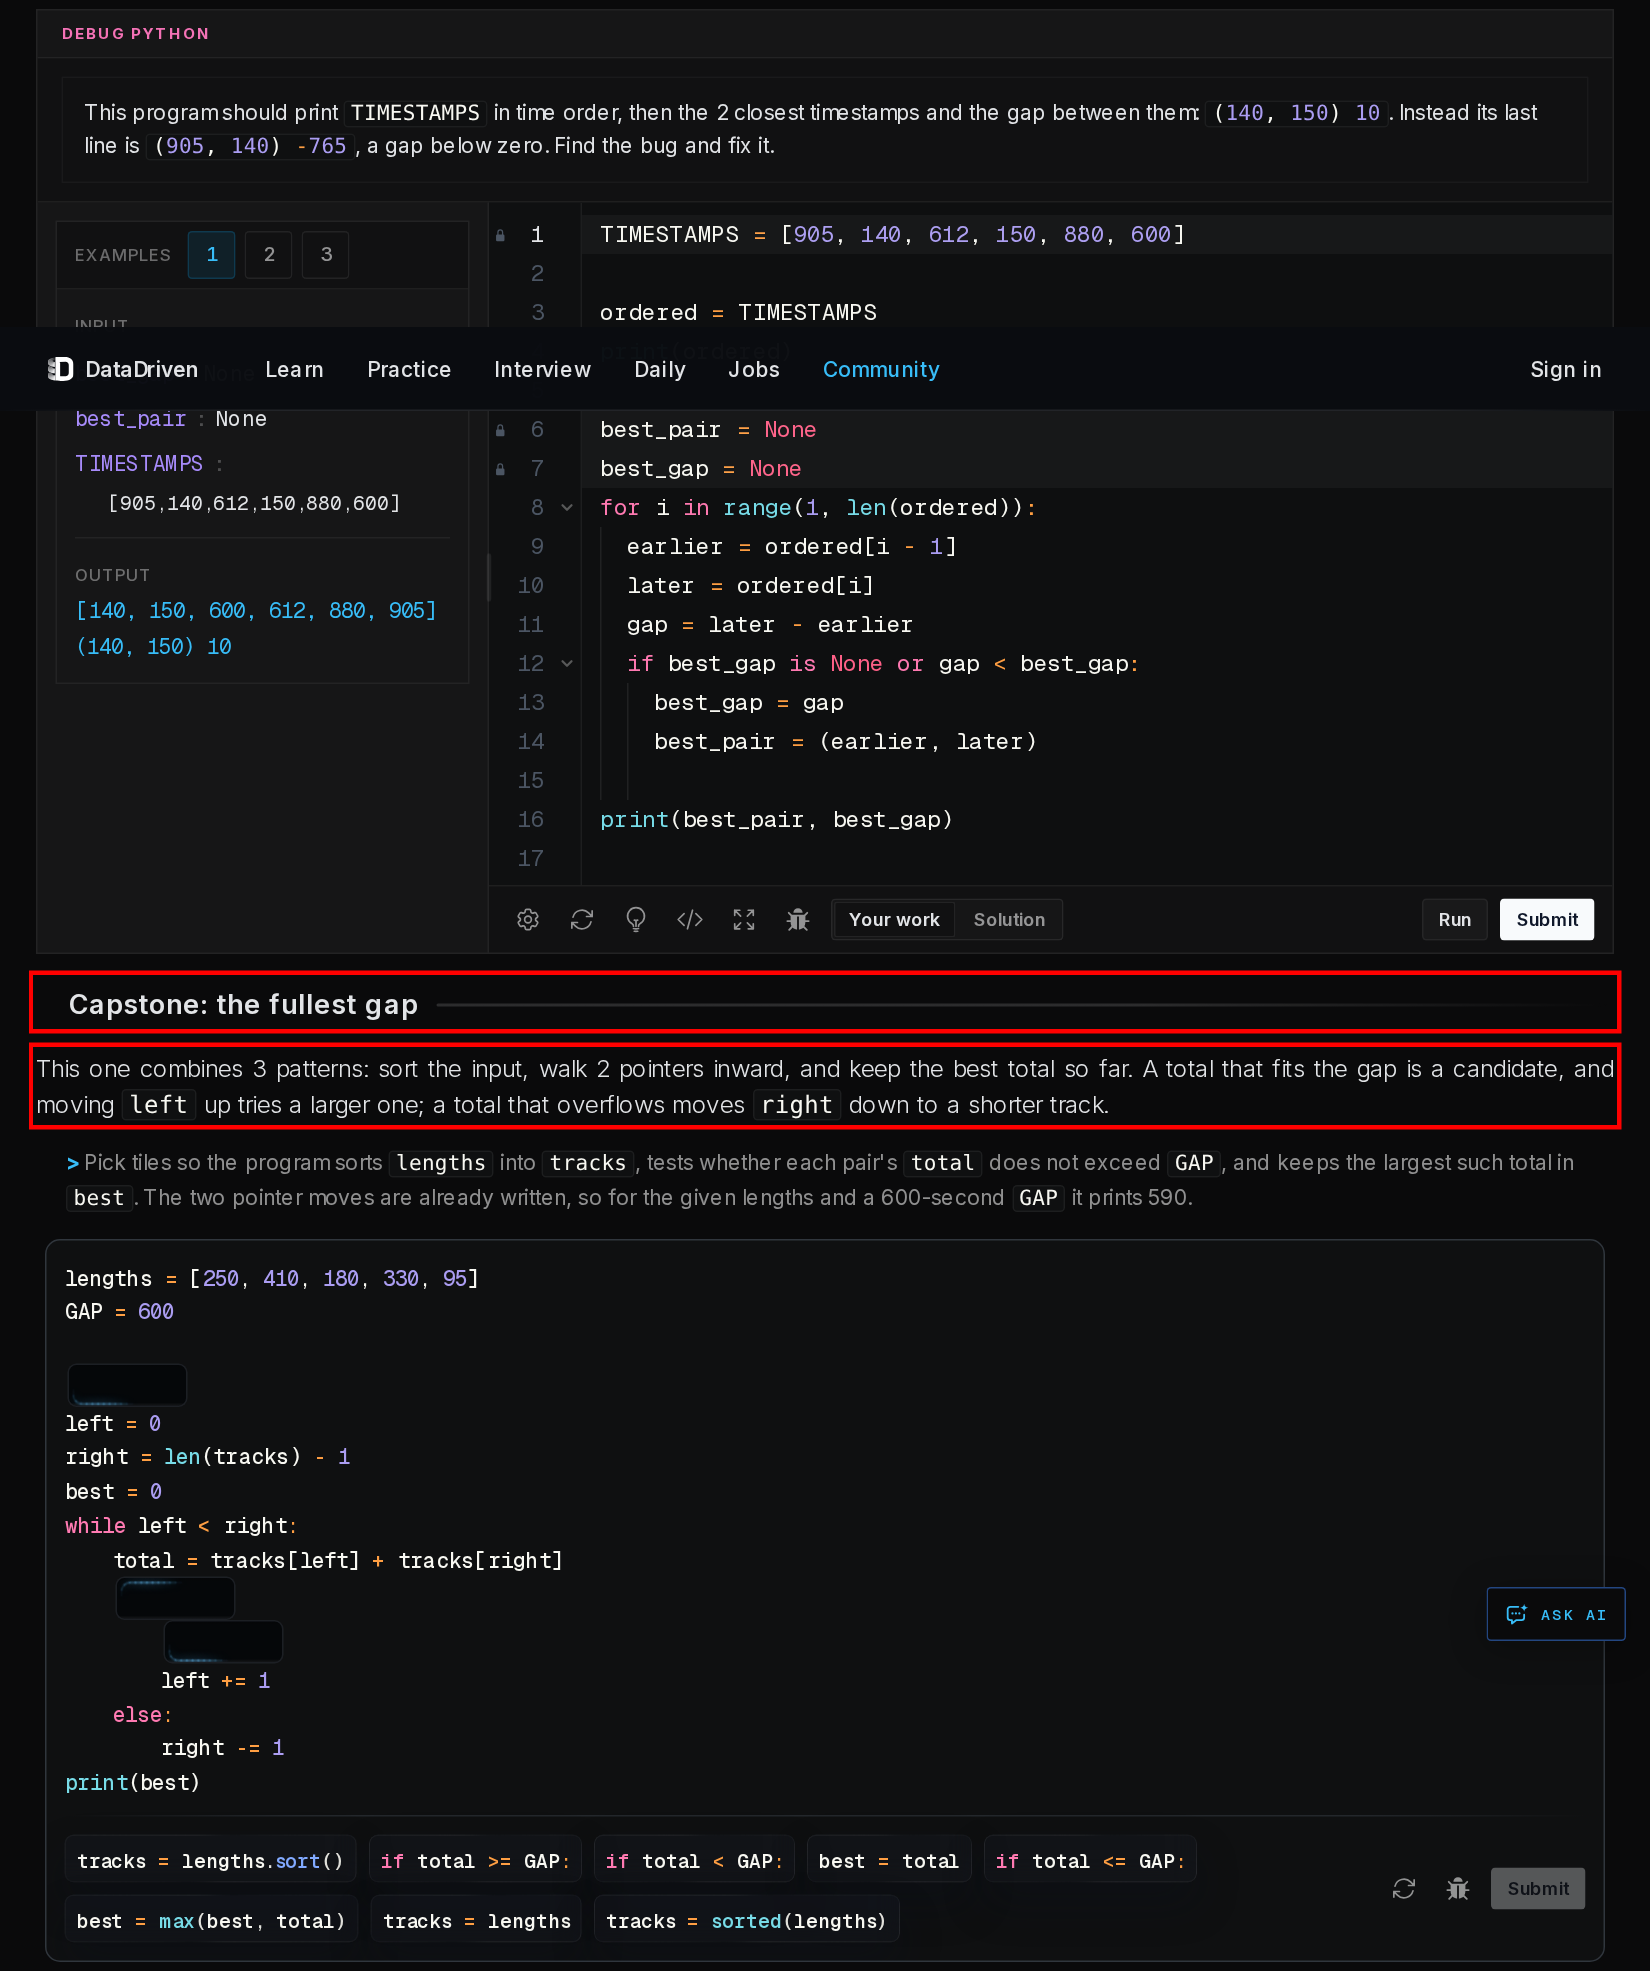 DEBUG PYTHON
This program should print TIMESTAMPS in time order, then the 2 closest timestamps and the gap between them: (140, 150) 10. Instead its last
line is (905, 140) -765, a gap below zero. Find the bug and fix it.
EXAMPLES 1 2 3
INPUT
None
best_pair : None
TIMESTAMPS :
[905,140,612,150,880,600]
OUTPUT
[140, 150, 600, 612, 880, 905]
(140, 150) 10
1 TIMESTAMPS = [905, 140, 612, 150, 880, 600]
2
3 ordered = TIMESTAMPS
print(ordered)
DataDriven Learn Practice Interview Daily Jobs Community Sign in
6 best_pair = None
7 best_gap = None
8 for i in range(1, len(ordered)):
9 earlier = ordered[i - 1]
10 later = ordered[i]
11 gap = later - earlier
12 if best_gap is None or gap < best_gap:
13 best_gap = gap
14 best_pair = (earlier, later)
15
16 print(best_pair, best_gap)
17
Your work Solution Run Submit
Capstone: the fullest gap
This one combines 3 patterns: sort the input, walk 2 pointers inward, and keep the best total so far. A total that fits the gap is a candidate, and
moving left up tries a larger one; a total that overflows moves right down to a shorter track.
> Pick tiles so the program sorts lengths into tracks, tests whether each pair's total does not exceed GAP, and keeps the largest such total in
best. The two pointer moves are already written, so for the given lengths and a 600-second GAP it prints 590.
lengths = [250, 410, 180, 330, 95]
GAP = 600
left = 0
right = len(tracks) - 1
best = 0
while left < right:
total = tracks[left] + tracks[right]
left += 1
else:
right -= 1
print(best)
ASK AI
tracks = lengths.sort() if total >= GAP: if total < GAP: best = total if total <= GAP:
best = max(best, total) tracks = lengths tracks = sorted(lengths)
Submit